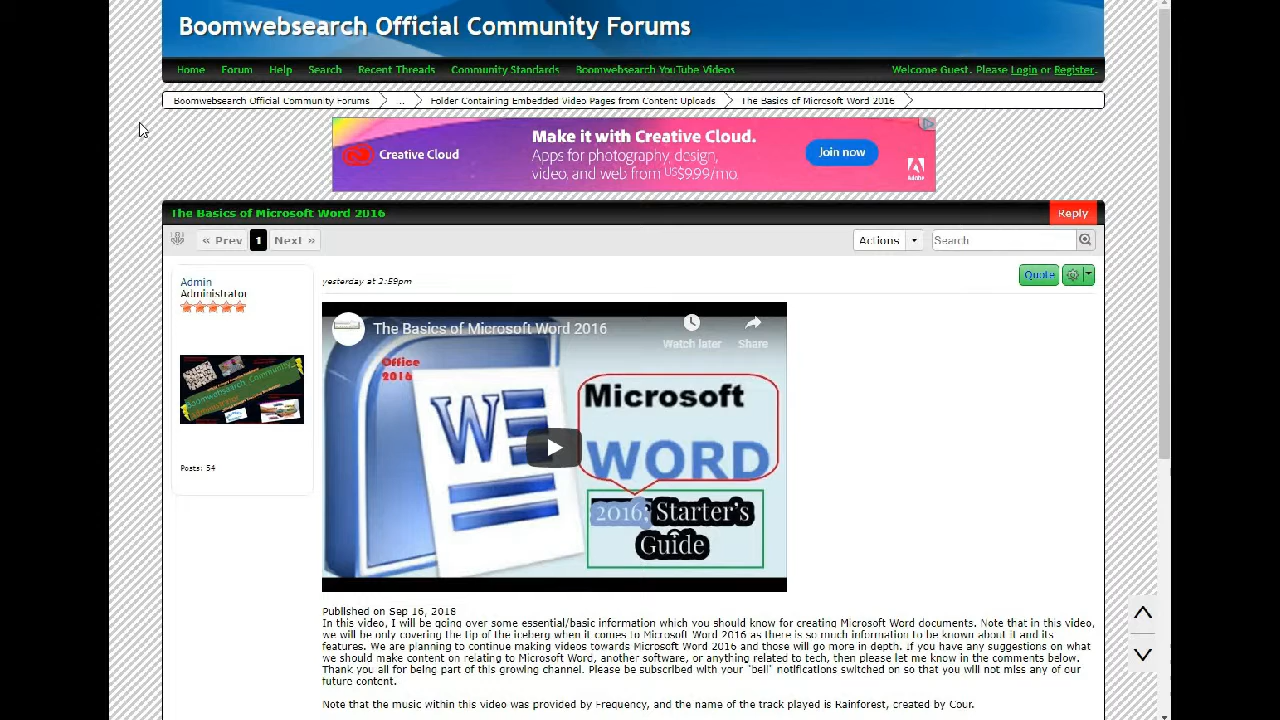 Boomwebsearch Official Community Forums
Home Forum Help Search Recent Threads Community Standards Boomwebsearch YouTube Videos Welcome Guest. Please Login or Register.
Boomwebsearch Official Community Forums ... Folder Containing Embedded Video Pages from Content Uploads The Basics of Microsoft Word 2016
Creative Cloud
Make it with Creative Cloud.
Apps for photography, design,
video, and web from US$9.99/mo.
Join now
Adobe
The Basics of Microsoft Word 2016 Reply
« Prev 1 Next » Actions Search
Admin
Administrator
Posts: 54
yesterday at 2:59pm Quote
The Basics of Microsoft Word 2016
Watch later Share
Office
2016
W
Microsoft
WORD
2016: Starter's
Guide
Published on Sep 16, 2018
In this video, I will be going over some essential/basic information which you should know for creating Microsoft Word documents. Note that in this video,
we will be only covering the tip of the iceberg when it comes to Microsoft Word 2016 as there is so much information to be known about it and its
features. We are planning to continue making videos towards Microsoft Word 2016 and those will go more in depth. If you have any suggestions on what
we should make content on relating to Microsoft Word, another software, or anything related to tech, then please let me know in the comments below.
Thank you all for being part of this growing channel. Please be subscribed with your "bell" notifications switched on so that you will not miss any of our
future content.
Note that the music within this video was provided by Frequency, and the name of the track played is Rainforest, created by Cour.